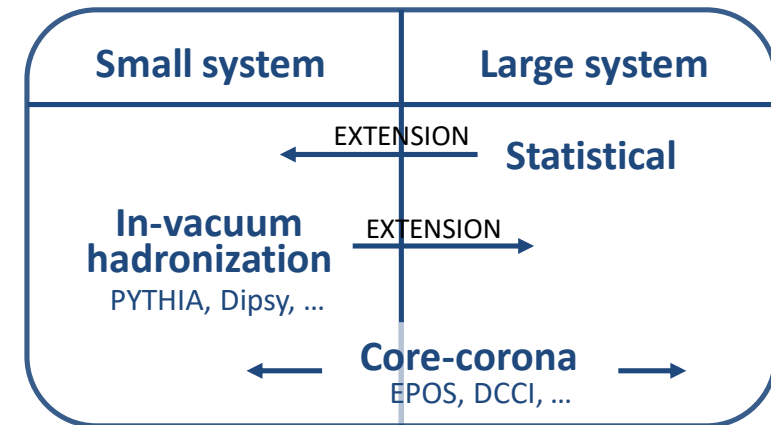 Small system
Large system
EXTENSION
Statistical
In-vacuum
hadronization
EXTENSION
PYTHIA, Dipsy, ...
Core-corona
EPOS, DCCI, ...